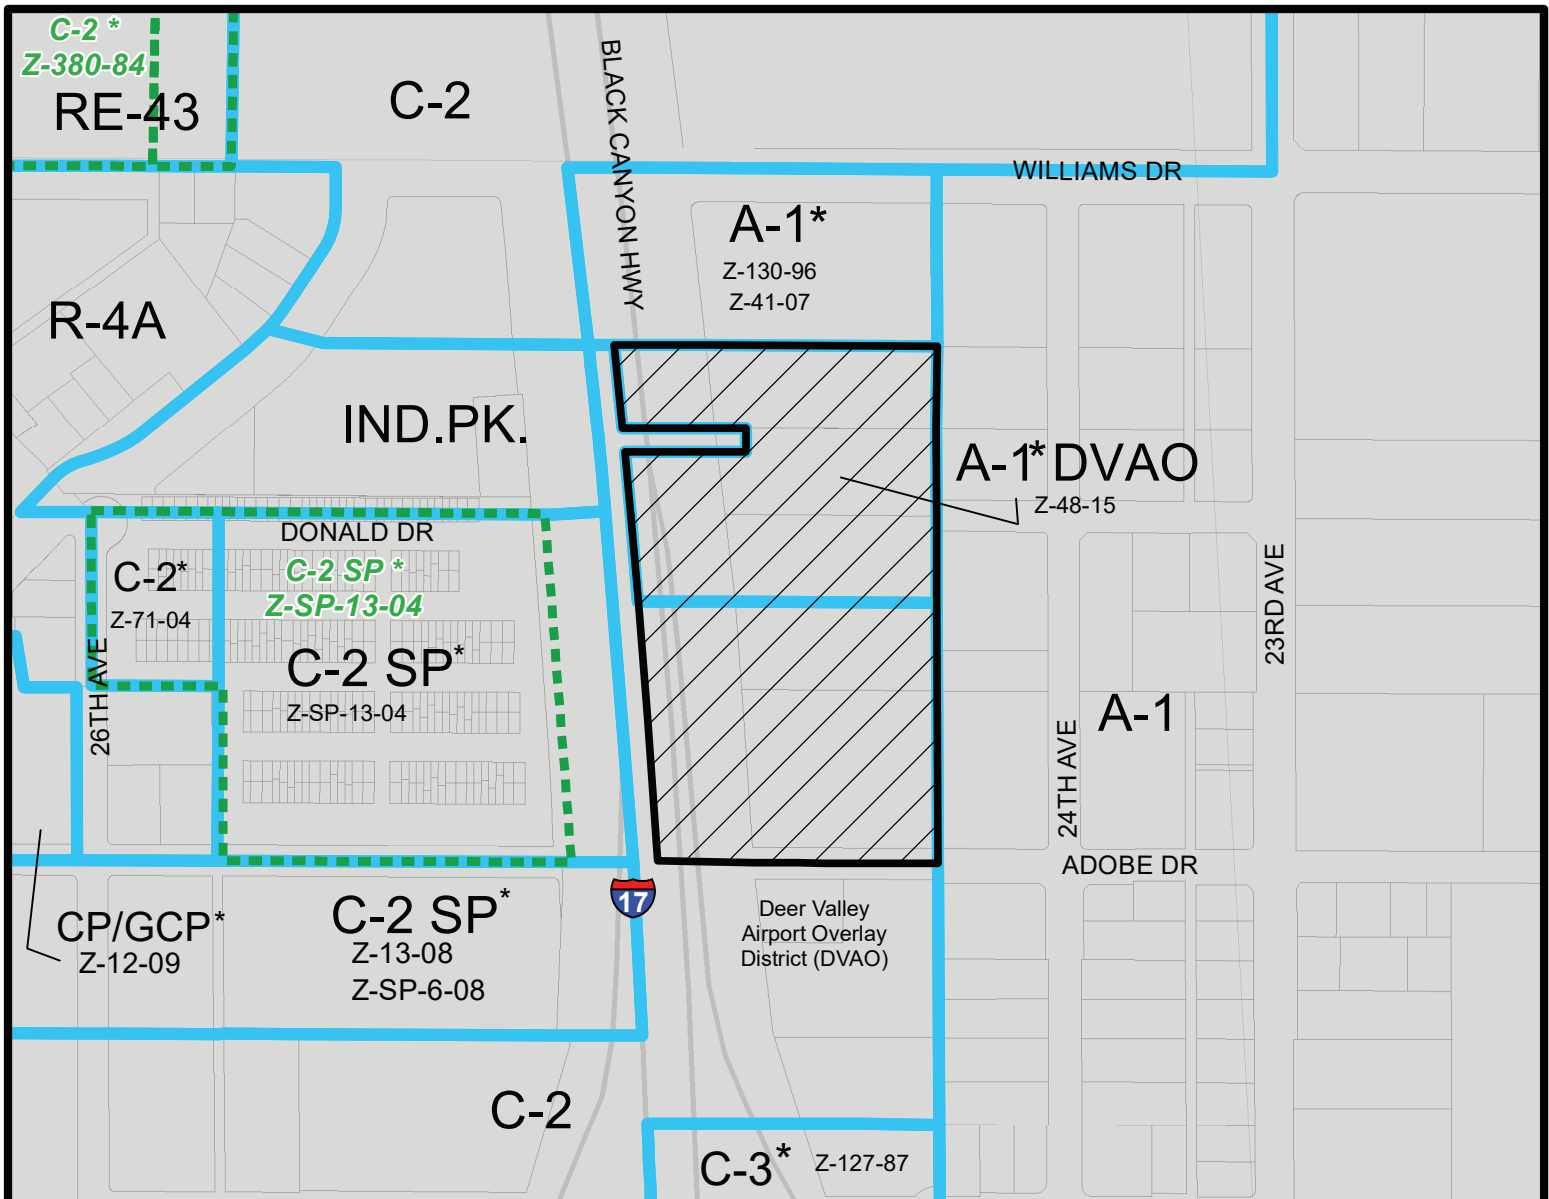 C-2 *
Z-380-84
RE-43
C-2
BLACK CANYON HWY
WILLIAMS DR
A-1*
Z-130-96
Z-41-07
R-4A
IND.PK.
A-1* DVAO
Z-48-15
DONALD DR
C-2 SP *
Z-SP-13-04
C-2*
Z-71-04
C-2 SP*
Z-SP-13-04
26TH AVE
23RD AVE
A-1
24TH AVE
ADOBE DR
17
CP/GCP*
Z-12-09
C-2 SP*
Z-13-08
Z-SP-6-08
Deer Valley
Airport Overlay
District (DVAO)
C-2
C-3* Z-127-87